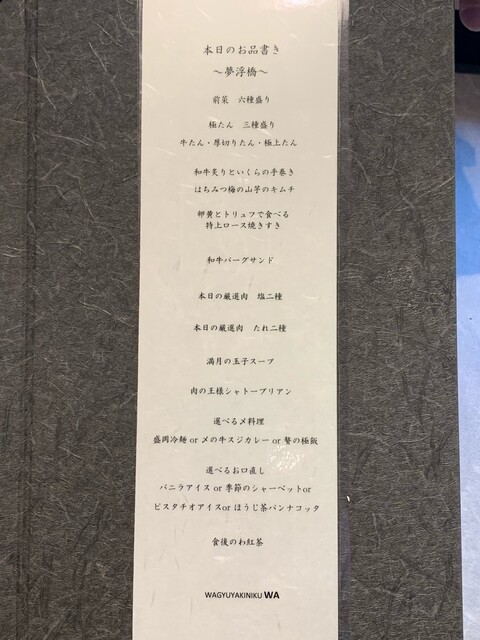 本日のお品書き
～夢浮橋～
前菜　六種盛り
極たん　三種盛り
牛たん・厚切りたん・極上たん
和牛炙りといくらの手巻き
はちみつ梅の山芋のキムチ
卵黄とトリュフで食べる
特上ロース焼きすき
和牛バーグサンド
本日の厳選肉　塩二種
本日の厳選肉　たれ二種
満月の玉子スープ
肉の王様シャトーブリアン
選べる〆料理
盛岡冷麺 or 〆の牛スジカレー or 贅の極飯
選べるお口直し
バニラアイス or 季節のシャーベットor
ピスタチオアイスor ほうじ茶パンナコッタ
食後のわ紅茶
WAGYUYAKINIKU WA